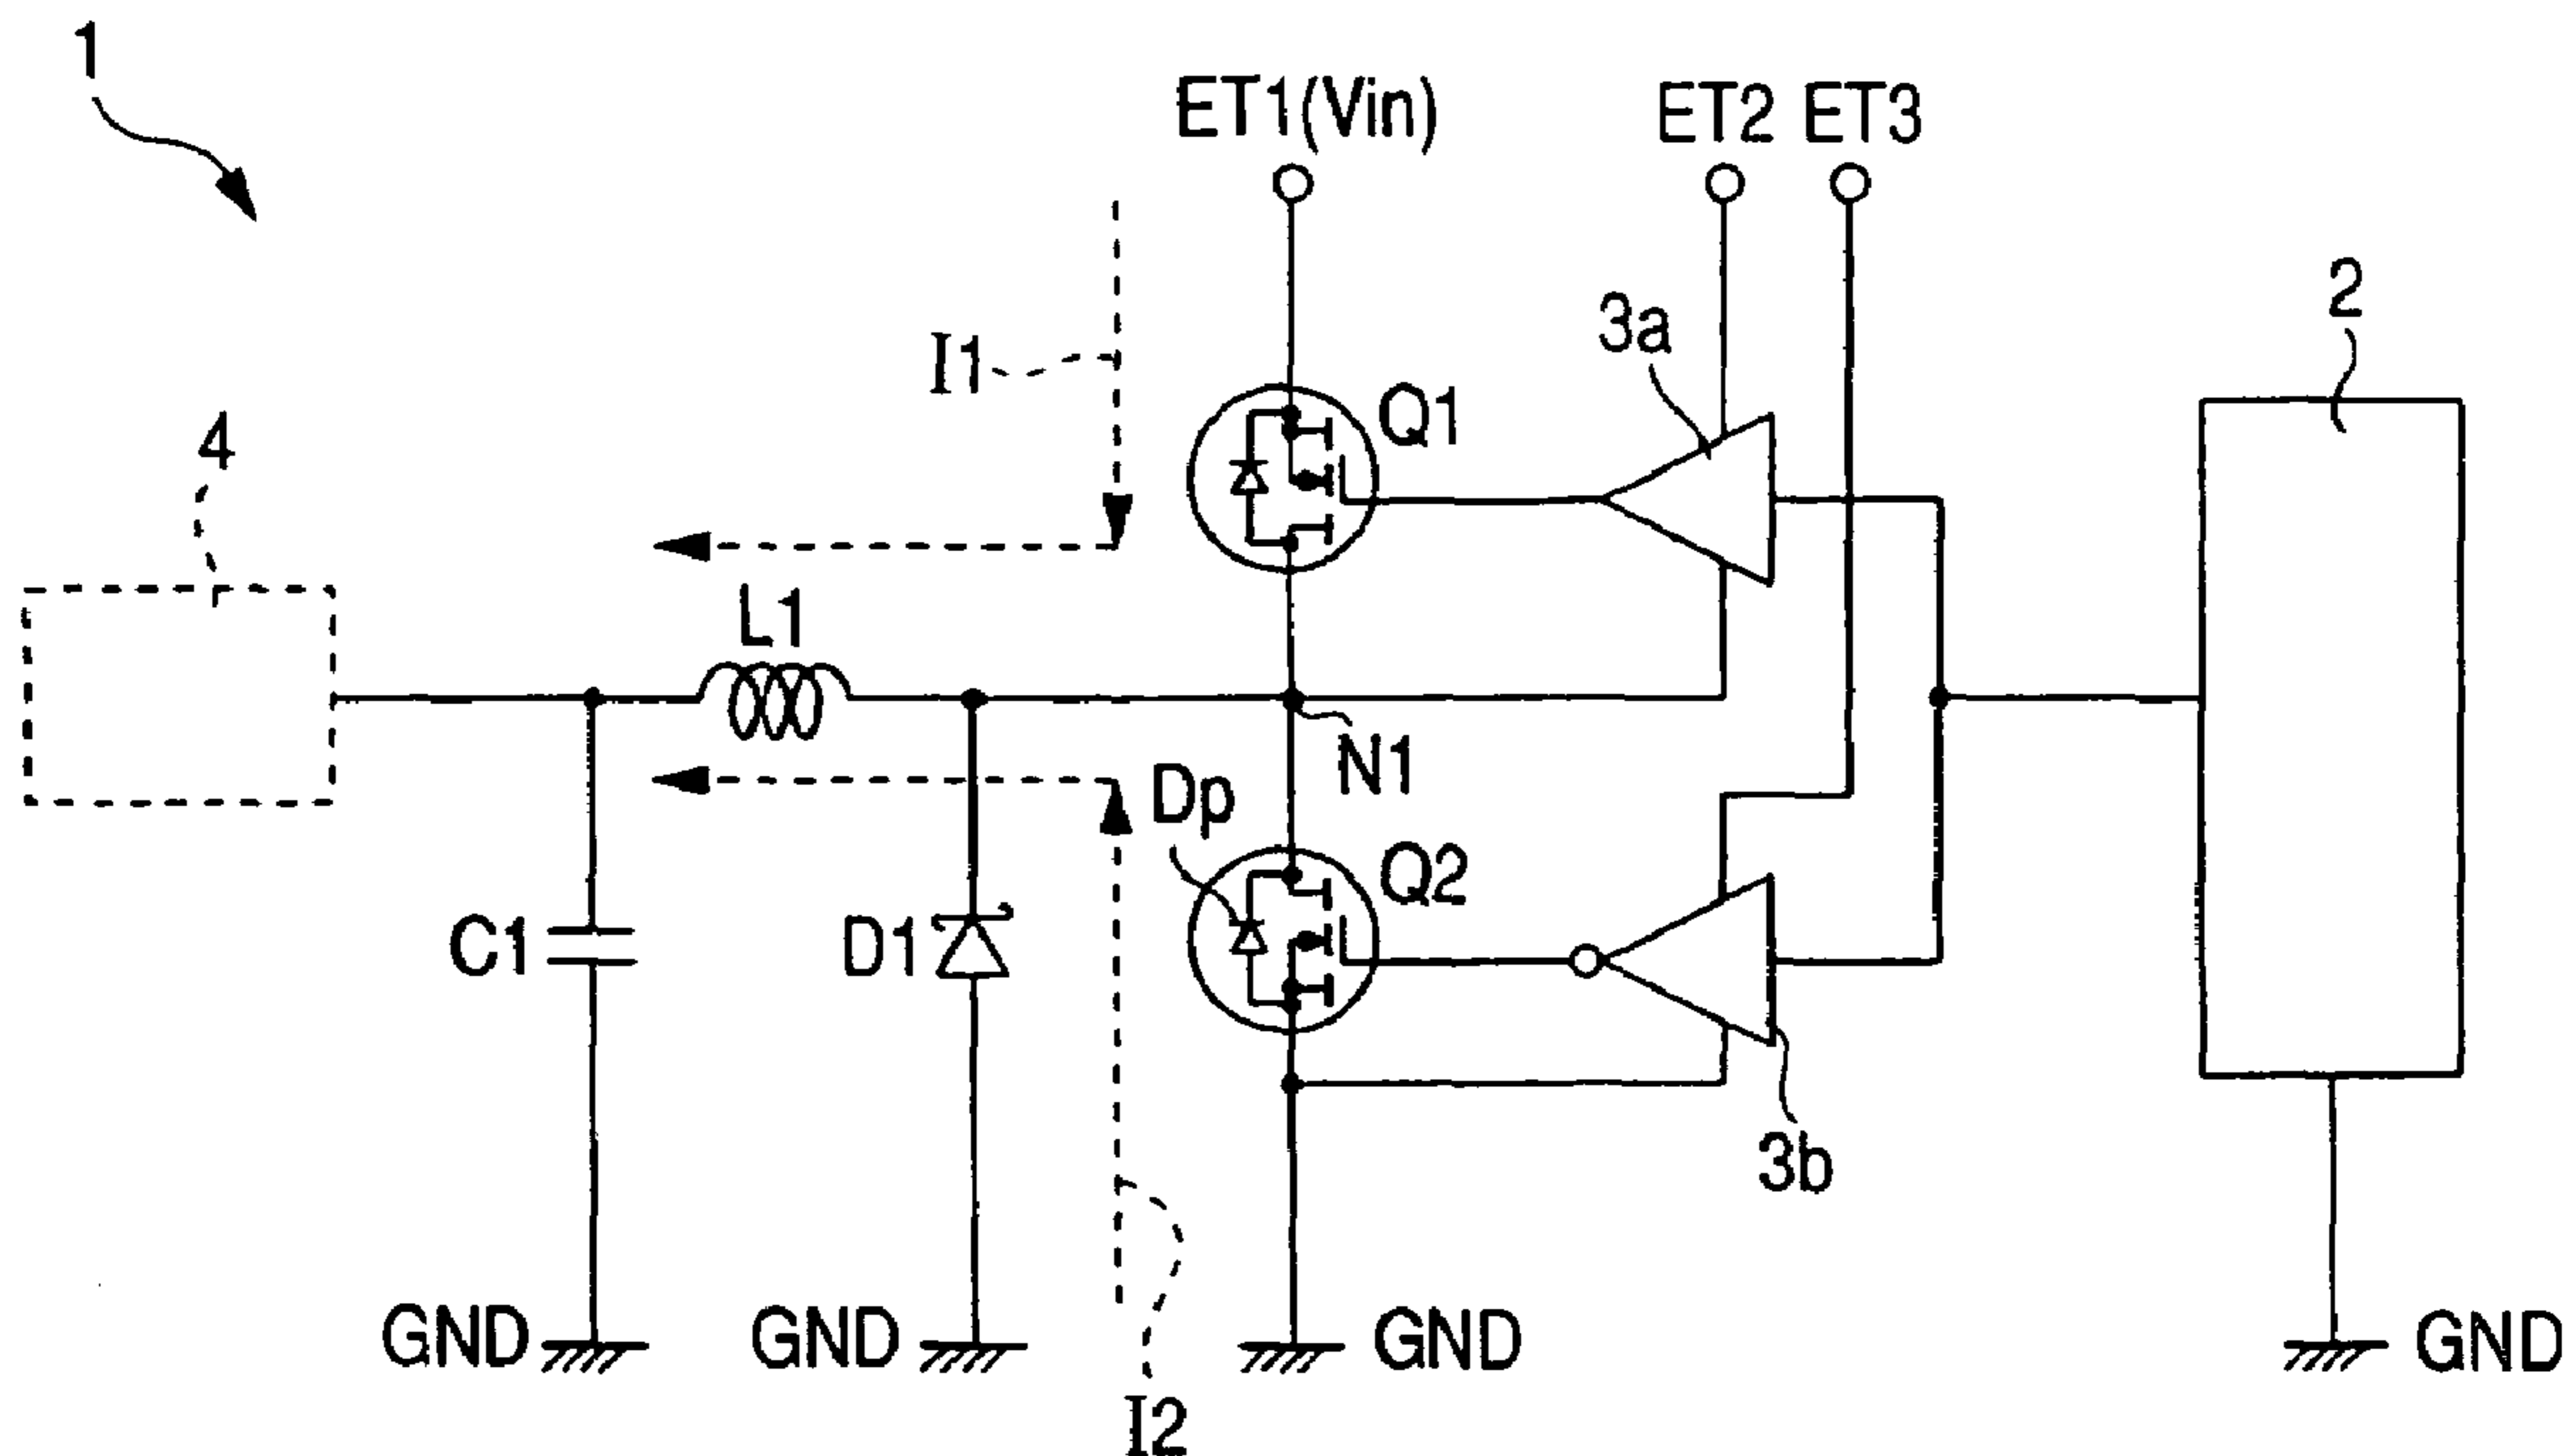 1
ET1(Vin)
ET2
ET3
I1
3a
2
Q1
4
L1
N1
Dp
Q2
C1
D1
3b
GND
GND
GND
GND
I2